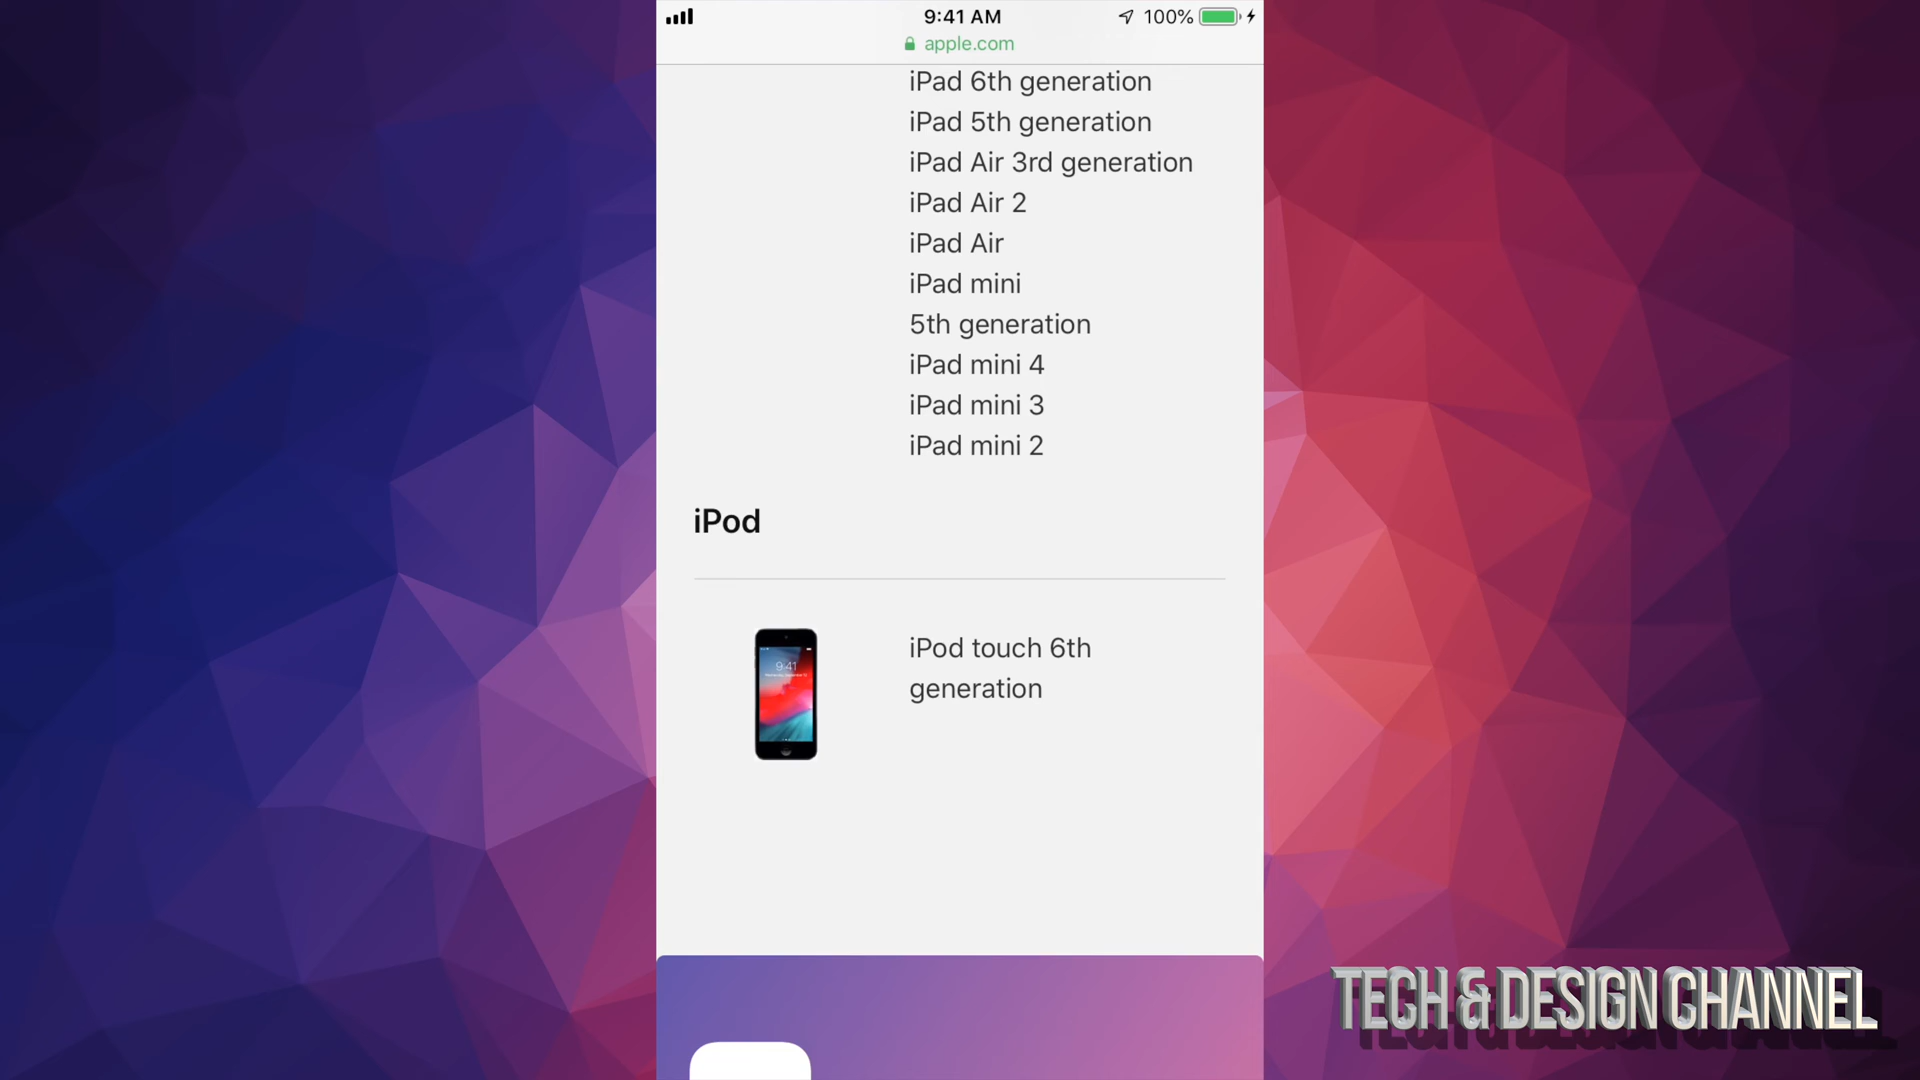 9:41 AM
100%
apple.com
iPad 6th generation
iPad 5th generation
iPad Air 3rd generation
iPad Air 2
iPad Air
iPad mini
5th generation
iPad mini 4
iPad mini 3
iPad mini 2
iPod
9:41
iPod touch 6th
generation
TECH & DESIGN CHANNEL